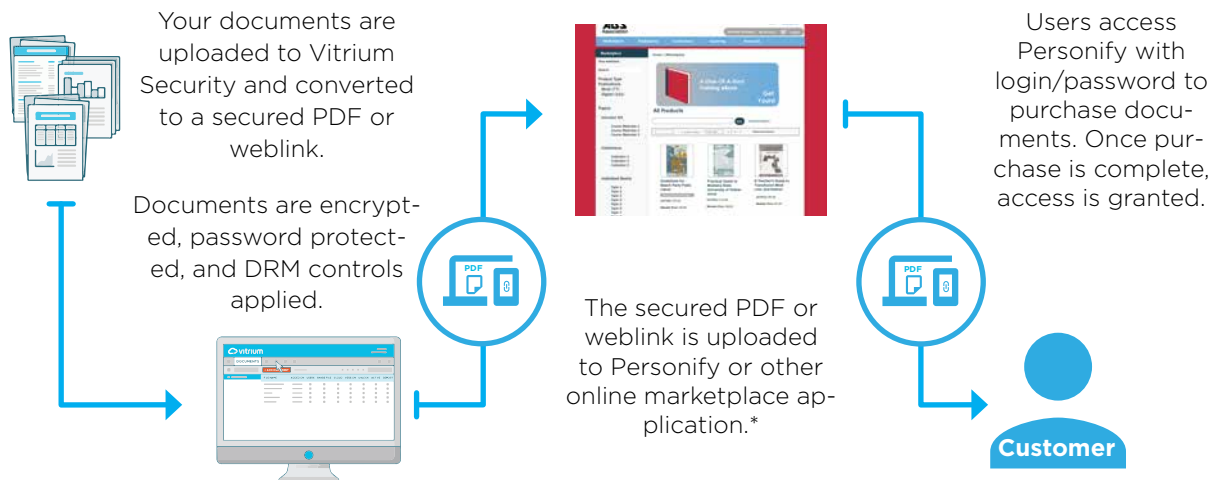 Your documents are
uploaded to Vitrium
Security and converted
to a secured PDF or
weblink.
Documents are encrypt-
ed, password protect-
ed, and DRM controls
applied.
vitrium
DOCUMENTS
PDF
All Products
The secured PDF or
weblink is uploaded
to Personify or other
online marketplace ap-
plication.*
Users access
Personify with
login/password to
purchase docu-
ments. Once pur-
chase is complete,
access is granted.
PDF
Customer